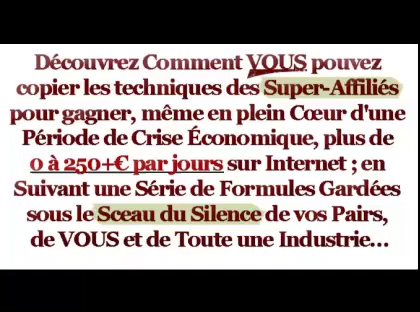 Découvrez Comment VOUS pouvez
copier les techniques des Super-Affiliés
pour gagner, même en plein Cœur d'une
Période de Crise Économique, plus de
0 à 250+€ par jours sur Internet ; en
Suivant une Série de Formules Gardées
sous le Sceau du Silence de vos Pairs,
de VOUS et de Toute une Industrie...